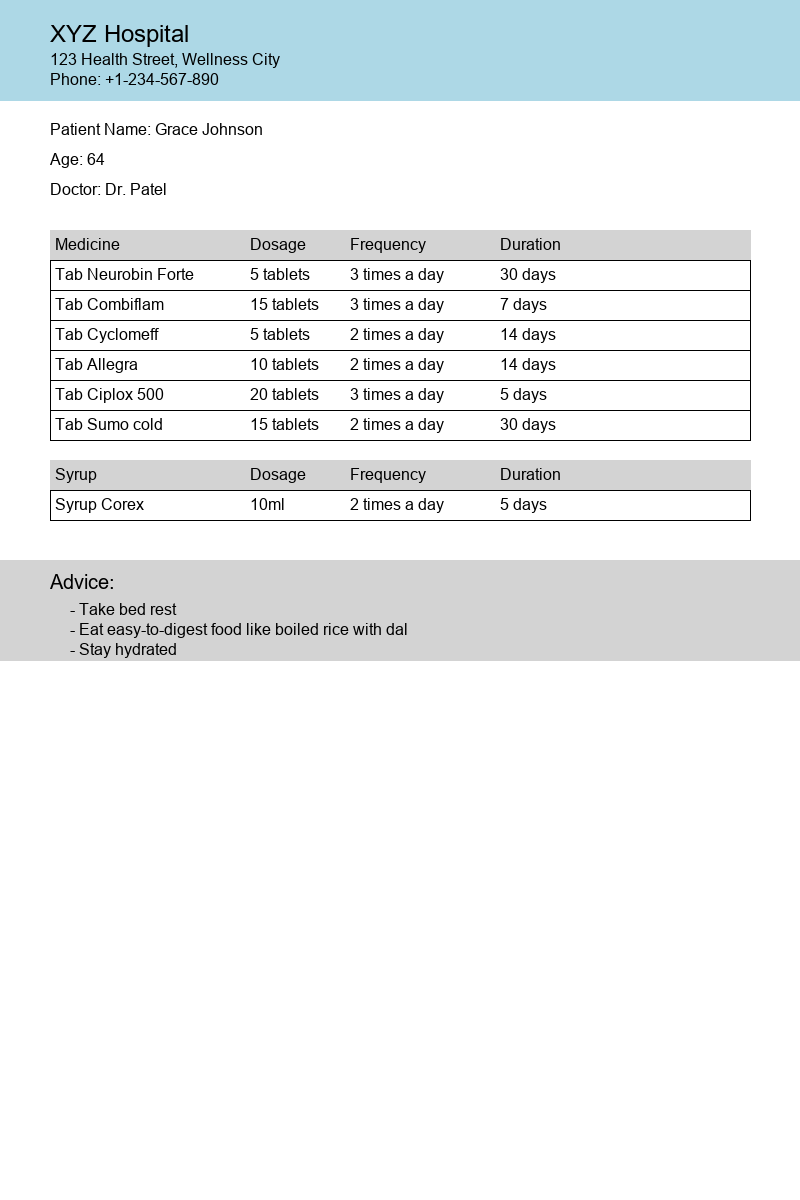 XYZ Hospital
123 Health Street, Wellness City
Phone: +1-234-567-890
Patient Name: Grace Johnson
Age: 64
Doctor: Dr. Patel
Medicine Dosage Frequency Duration
Tab Neurobin Forte 5 tablets 3 times a day 30 days
Tab Combiflam 15 tablets 3 times a day 7 days
Tab Cyclomeff 5 tablets 2 times a day 14 days
Tab Allegra 10 tablets 2 times a day 14 days
Tab Ciplox 500 20 tablets 3 times a day 5 days
Tab Sumo cold 15 tablets 2 times a day 30 days
Syrup Dosage Frequency Duration
Syrup Corex 10ml 2 times a day 5 days
Advice:
- Take bed rest
- Eat easy-to-digest food like boiled rice with dal
- Stay hydrated